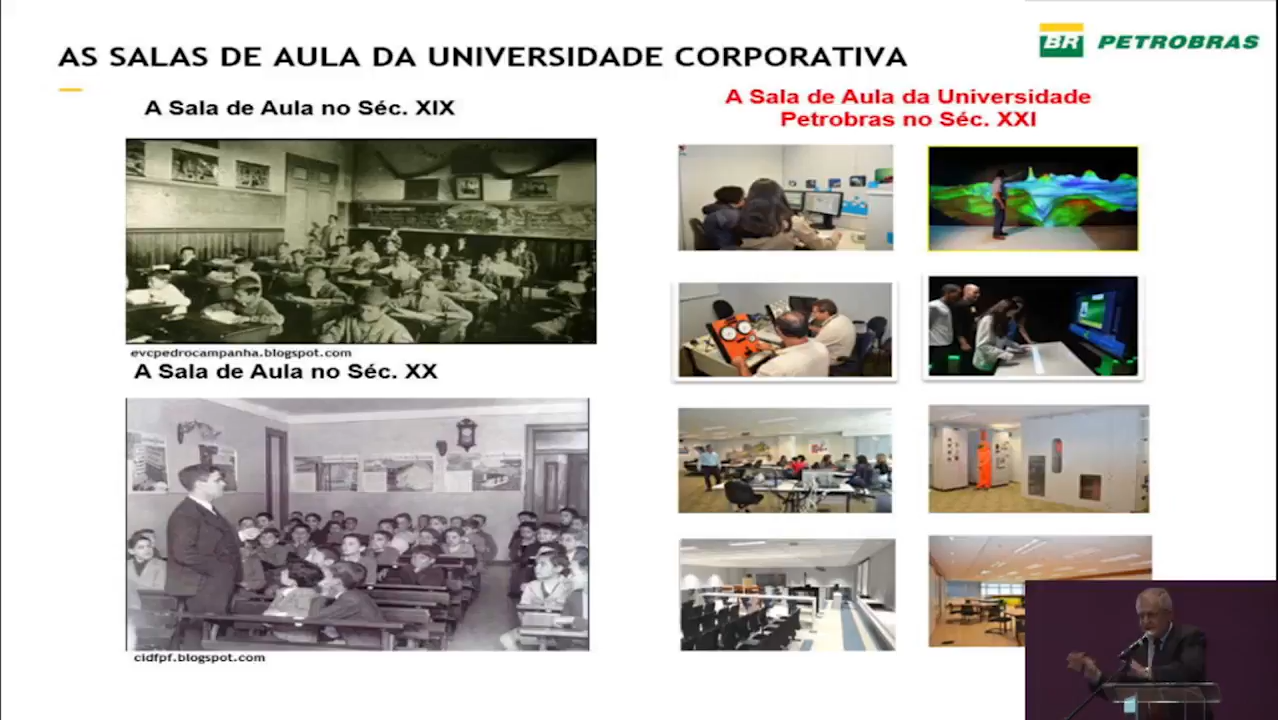 AS SALAS DE AULA DA UNIVERSIDADE CORPORATIVA
BR PETROBRAS
A Sala de Aula no Séc. XIX
evcpedrocampanha.blogspot.com
A Sala de Aula no Séc. XX
cidfpf.blogspot.com
A Sala de Aula da Universidade
Petrobras no Séc. XXI